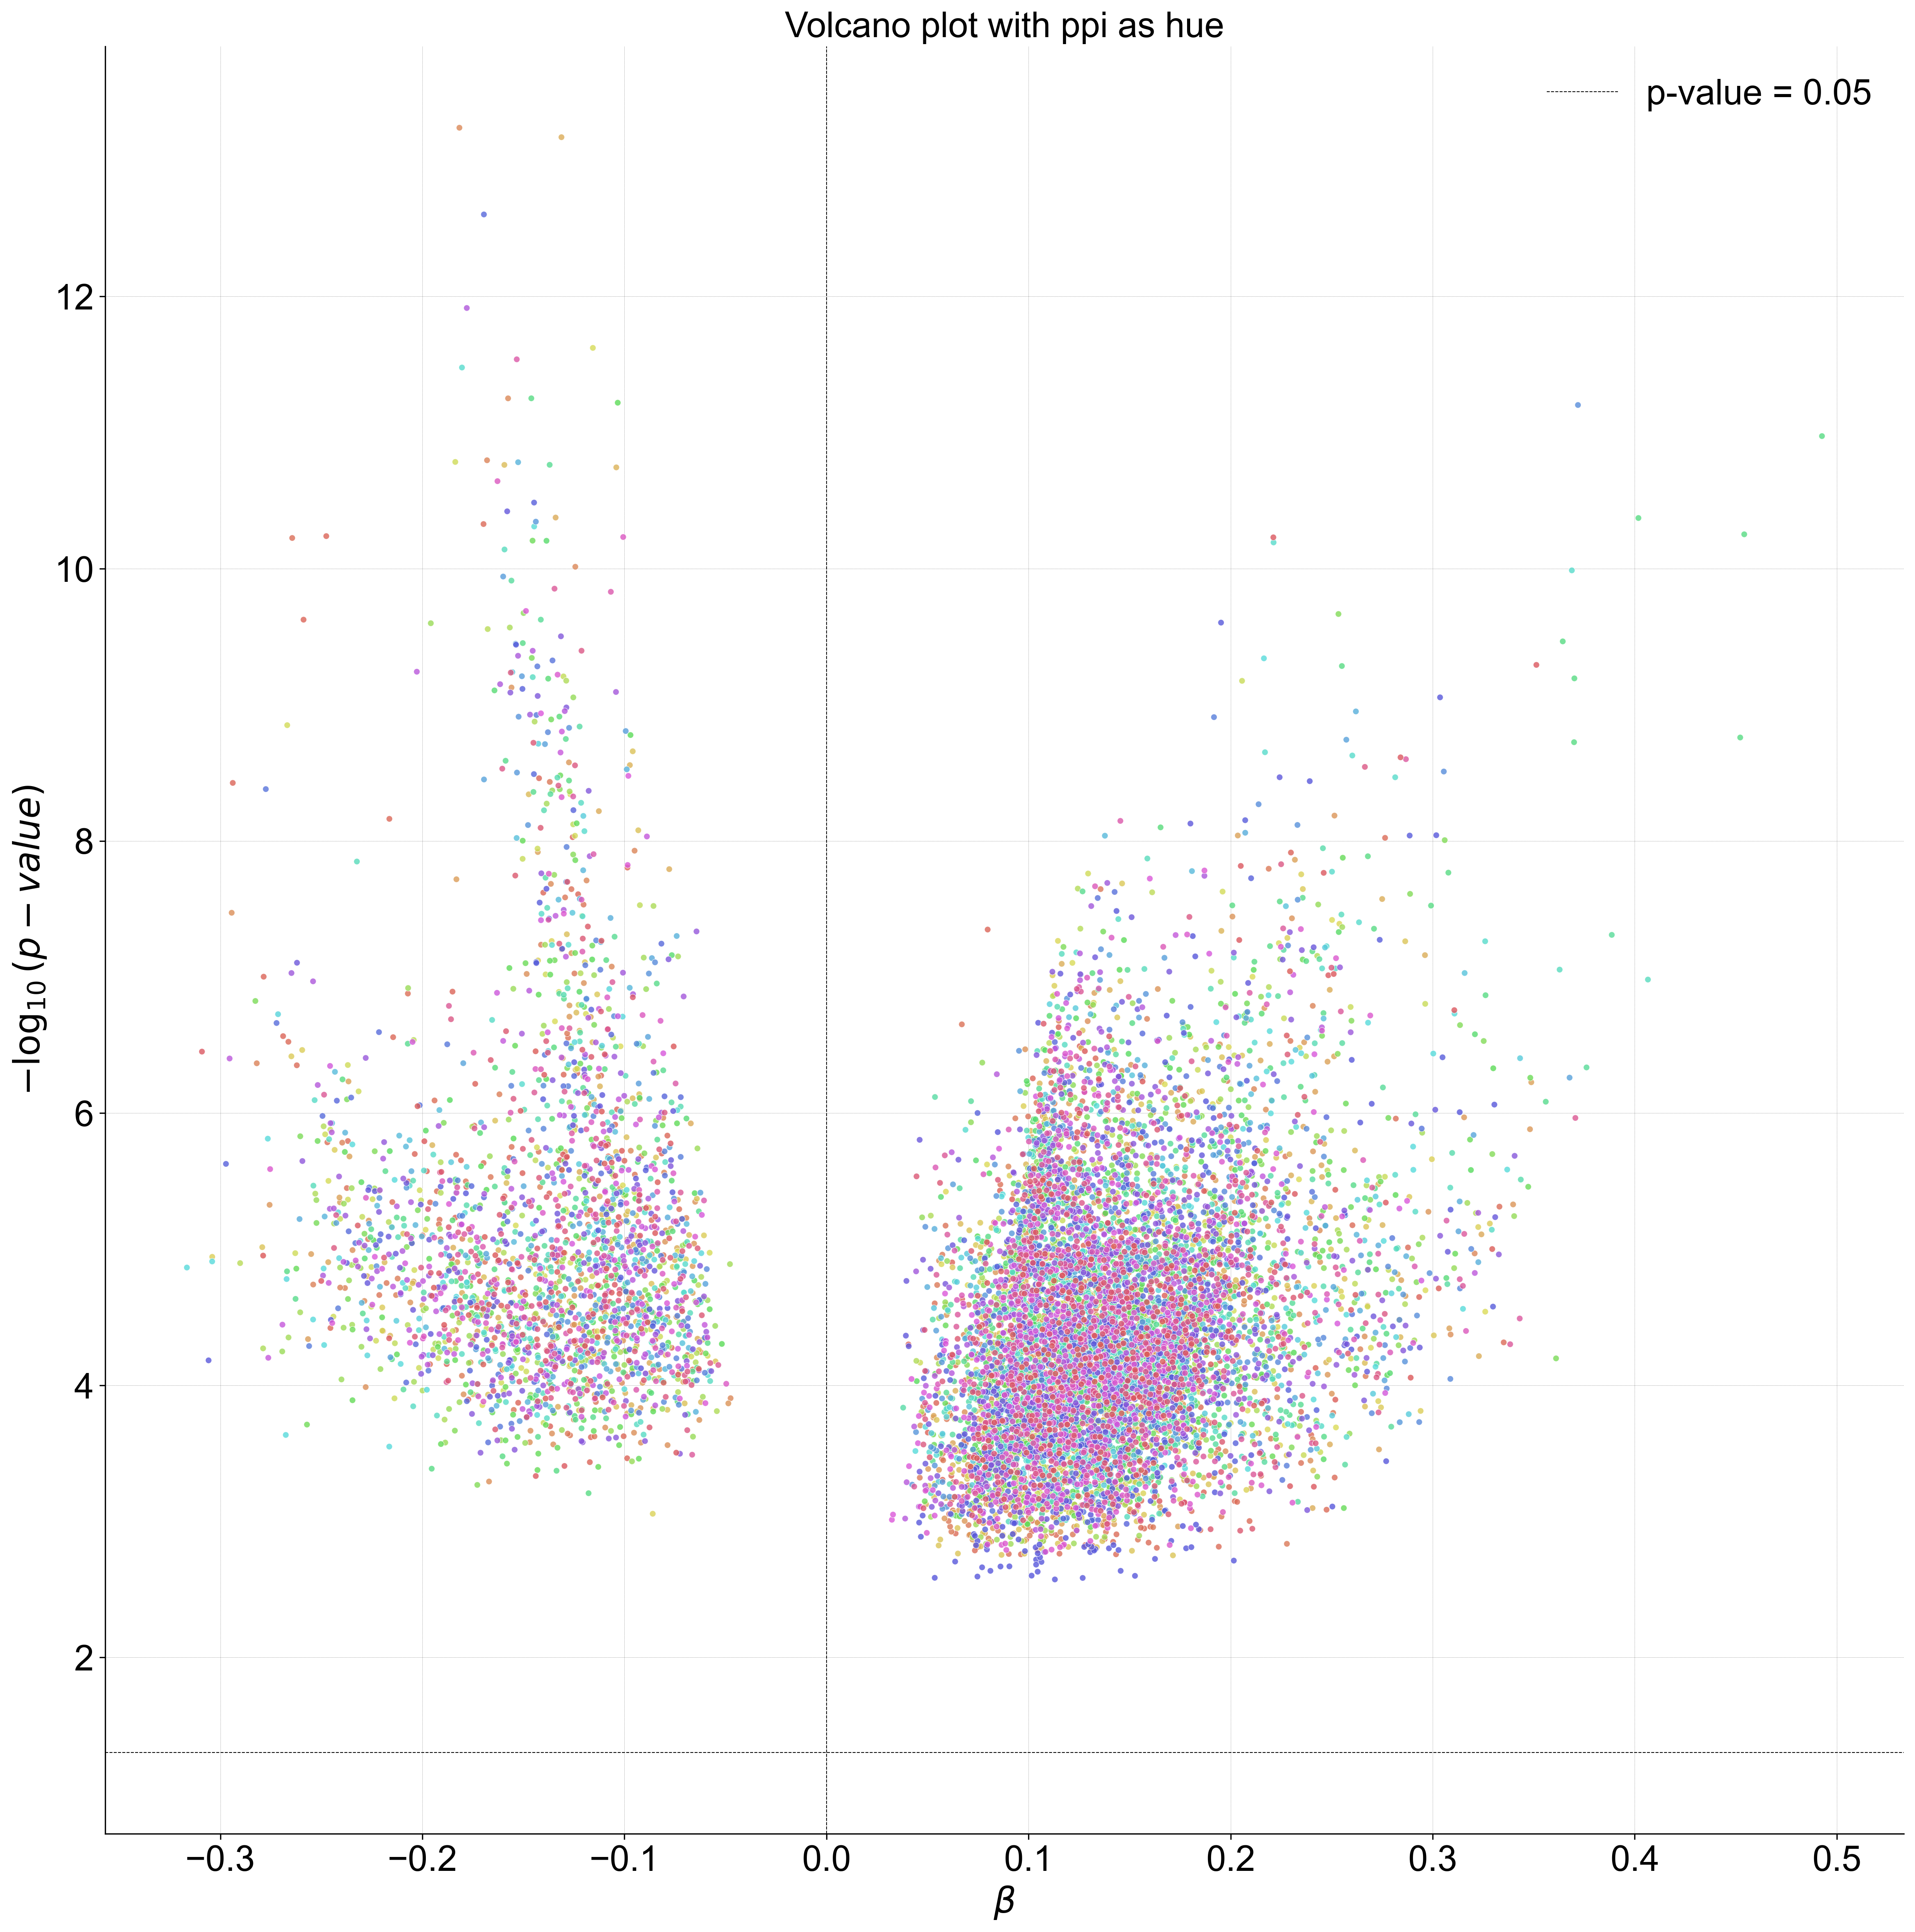 Volcano plot with ppi as hue
p-value = 0.05
−log₁₀ (p − value)
12
10
8
6
4
2
−0.3 −0.2 −0.1 0.0 0.1 0.2 0.3 0.4 0.5
β